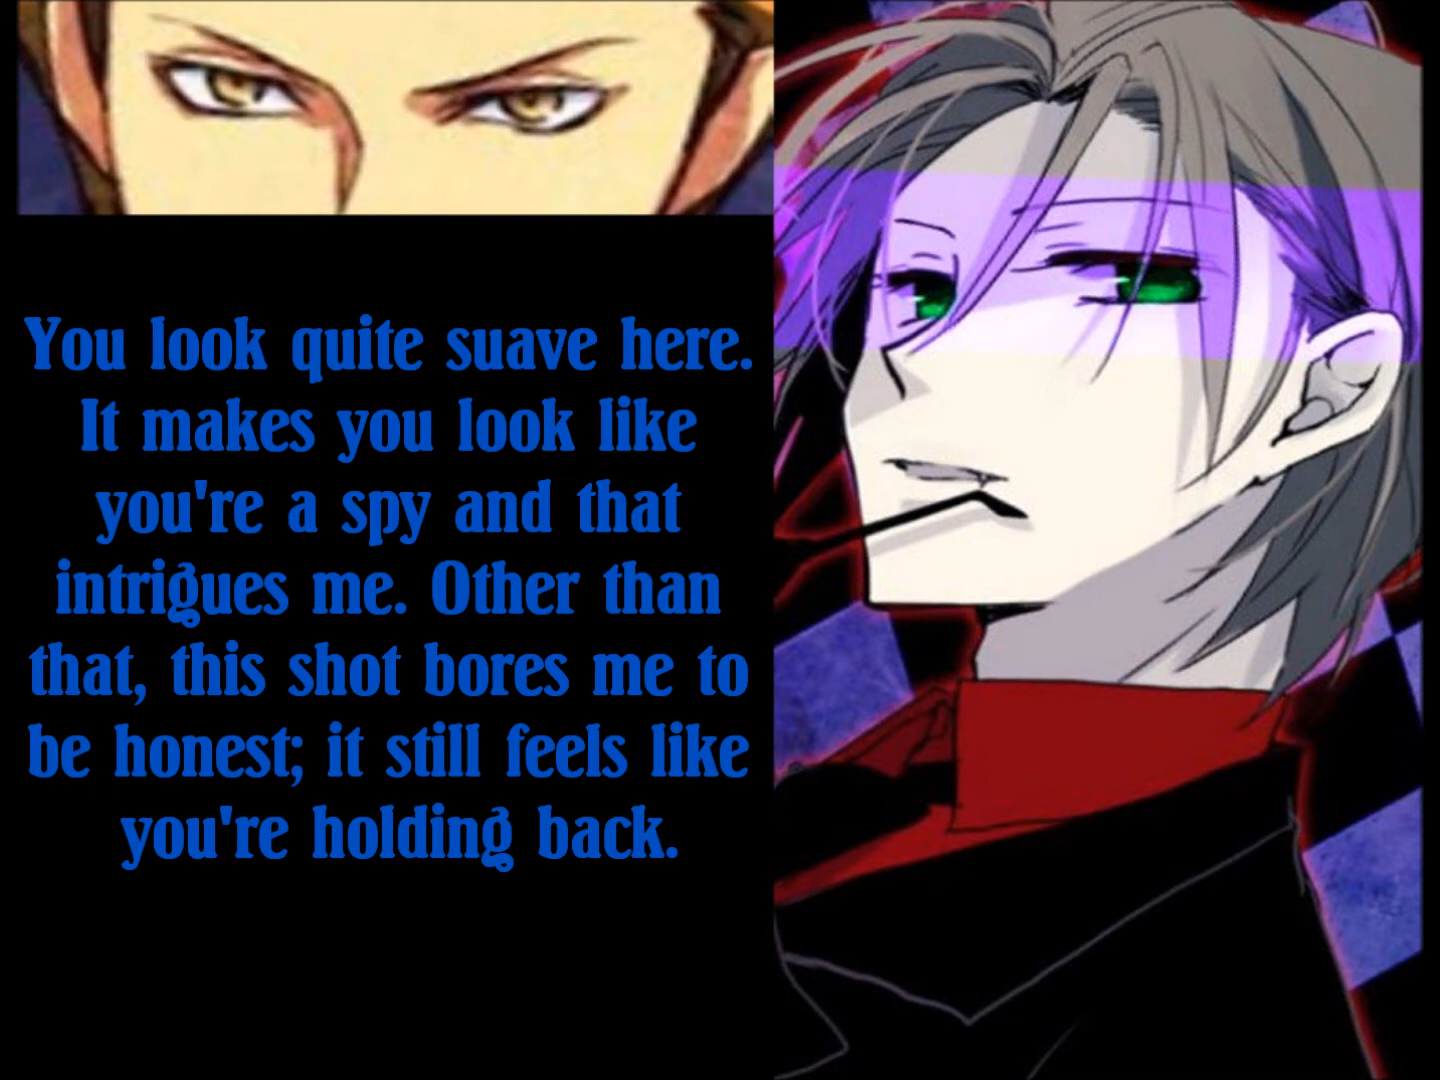 You look quite suave here.
It makes you look like
you're a spy and that
intrigues me. Other than
that, this shot bores me to
be honest; it still feels like
you're holding back.